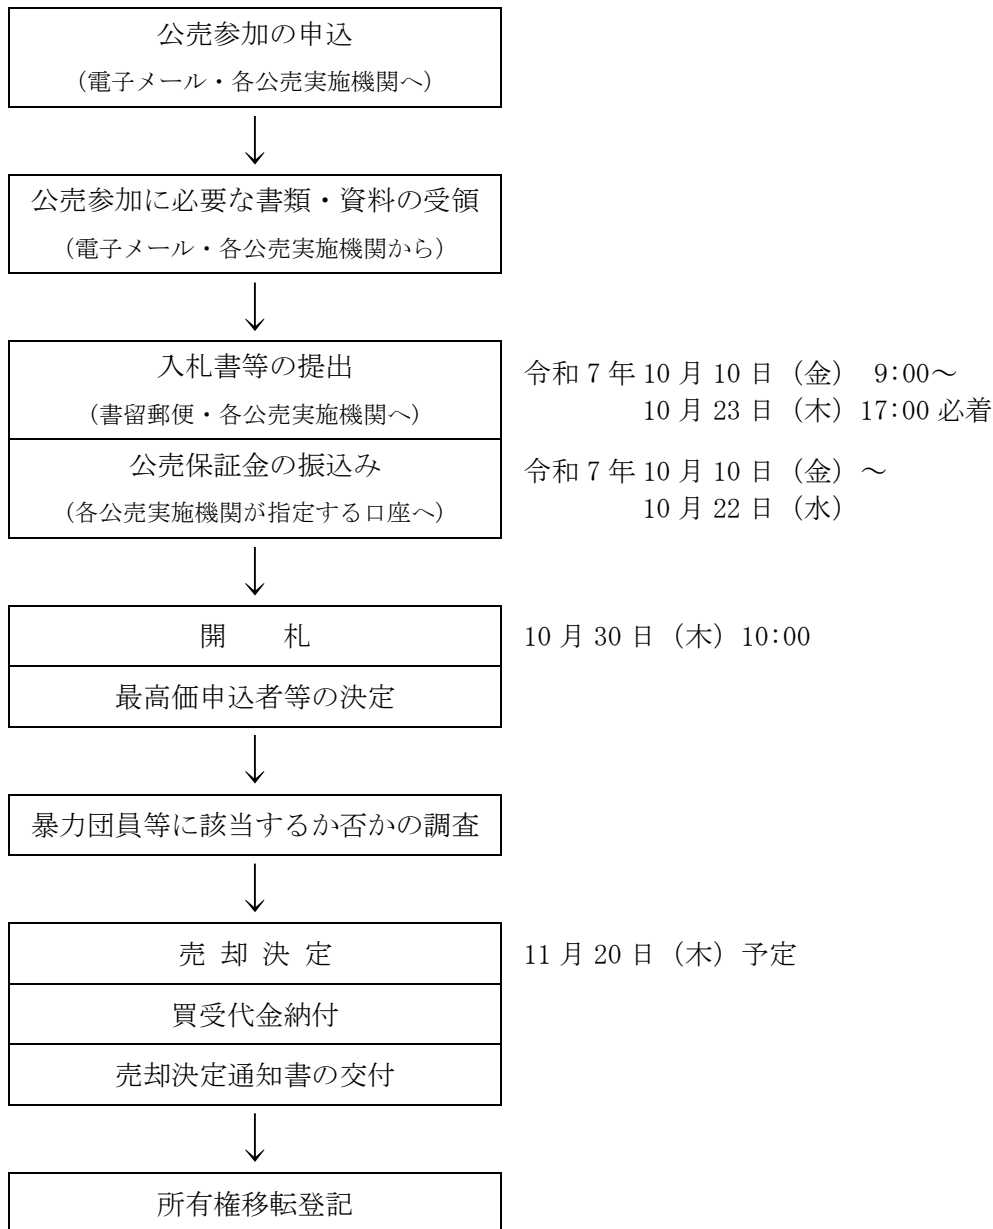 公売参加の申込
（電子メール・各公売実施機関へ）
公売参加に必要な書類・資料の受領
（電子メール・各公売実施機関から）
入札書等の提出
（書留郵便・各公売実施機関へ）
令和7年10月10日（金） 9:00～
10月23日（木）17:00必着
公売保証金の振込み
（各公売実施機関が指定する口座へ）
令和7年10月10日（金）～
10月22日（水）
開　　札
10月30日（木）10:00
最高価申込者等の決定
暴力団員等に該当するか否かの調査
売 却 決 定
11月20日（木）予定
買受代金納付
売却決定通知書の交付
所有権移転登記